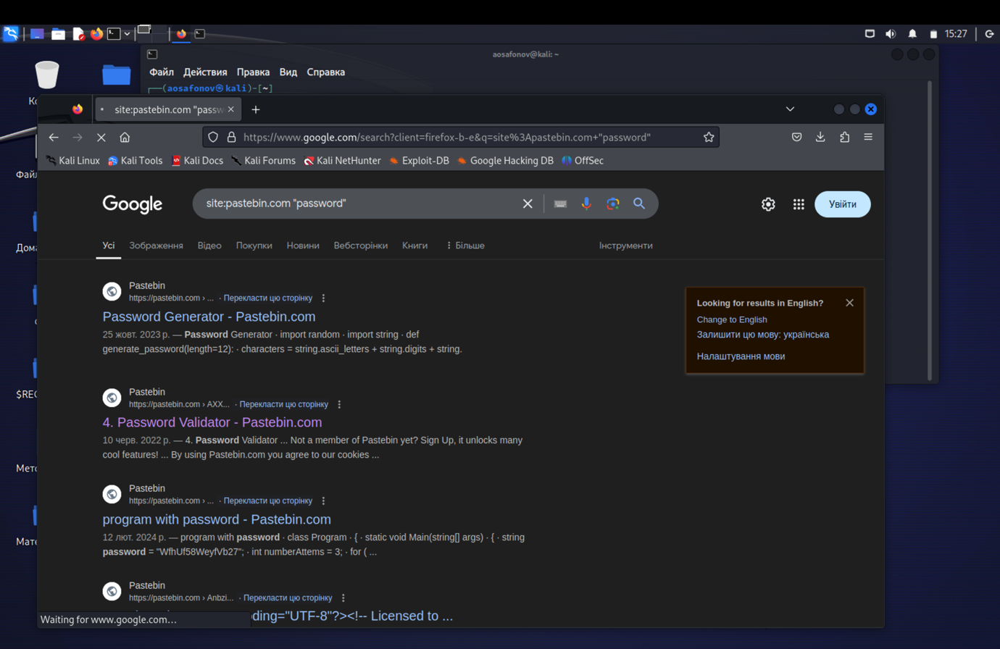 15:27
aosafonov@kali: ~
Файл Действия Правка Вид Справка
(aosafonov㉿kali)-[~]
site:pastebin.com "passw
https://www.google.com/search?client=firefox-b-e&q=site%3Apastebin.com+"password"
Kali Linux Kali Tools Kali Docs Kali Forums Kali NetHunter Exploit-DB Google Hacking DB OffSec
Google
site:pastebin.com "password"
Увійти
Усі Зображення Відео Покупки Новини Вебсторінки Книги Більше Інструменти
Pastebin
https://pastebin.com › ... · Перекласти цю сторінку
Password Generator - Pastebin.com
25 жовт. 2023 р. — Password Generator · import random · import string · def
generate_password(length=12): · characters = string.ascii_letters + string.digits + string.
Looking for results in English?
Change to English
Залишити цю мову: українська
Налаштування мови
Pastebin
https://pastebin.com › AXX... · Перекласти цю сторінку
4. Password Validator - Pastebin.com
10 черв. 2022 р. — 4. Password Validator ... Not a member of Pastebin yet? Sign Up, it unlocks many
cool features! ... By using Pastebin.com you agree to our cookies ...
Pastebin
https://pastebin.com › ... · Перекласти цю сторінку
program with password - Pastebin.com
12 лют. 2024 р. — program with password · class Program · { · static void Main(string[] args) · { · string
password = "WfhUf58WeyfVb27"; · int numberAttems = 3; · for ( ...
Pastebin
https://pastebin.com › Anbzi... · Перекласти цю сторінку
ding="UTF-8"?><!-- Licensed to ...
Waiting for www.google.com...
Ко
Фай
Дома
$REC
Мето
Мате